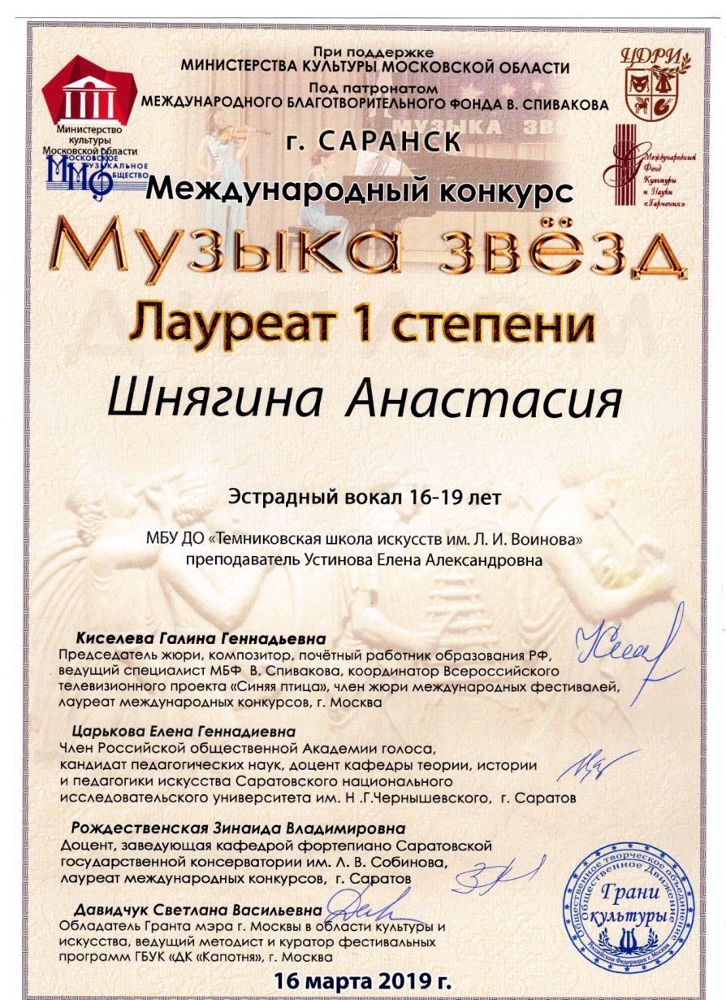 При поддержке
МИНИСТЕРСТВА КУЛЬТУРЫ МОСКОВСКОЙ ОБЛАСТИ
Под патронатом
МЕЖДУНАРОДНОГО БЛАГОТВОРИТЕЛЬНОГО ФОНДА В. СПИВАКОВА
ЦДРИ
Министерство
культуры
Московской области
МУЗЫКА ЗВ
г. САРАНСК
МОСКОВСКОЕ
МУЗЫКАЛЬНОЕ
ОБЩЕСТВО
Международный
Фонд
Культуры
и Науки
«Гармония»
Международный конкурс
Музыка звёзд
Лауреат 1 степени
Шнягина Анастасия
Эстрадный вокал 16-19 лет
МБУ ДО «Темниковская школа искусств им. Л. И. Воинова»
преподаватель Устинова Елена Александровна
Киселева Галина Геннадьевна
Председатель жюри, композитор, почётный работник образования РФ,
ведущий специалист МБФ В. Спивакова, координатор Всероссийского
телевизионного проекта «Синяя птица», член жюри международных фестивалей,
лауреат международных конкурсов, г. Москва
Царькова Елена Геннадиевна
Член Российской общественной Академии голоса,
кандидат педагогических наук, доцент кафедры теории, истории
и педагогики искусства Саратовского национального
исследовательского университета им. Н .Г.Чернышевского, г. Саратов
Рождественская Зинаида Владимировна
Доцент, заведующая кафедрой фортепиано Саратовской
государственной консерватории им. Л. В. Собинова,
лауреат международных конкурсов, г. Саратов
Давидчук Светлана Васильевна
Обладатель Гранта мэра г. Москвы в области культуры и
искусства, ведущий методист и куратор фестивальных
программ ГБУК «ДК «Капотня», г. Москва
Общественное творческое объединение
Общественное Движение
Грани
культуры
Российская Федерация г. Москва
16 марта 2019 г.